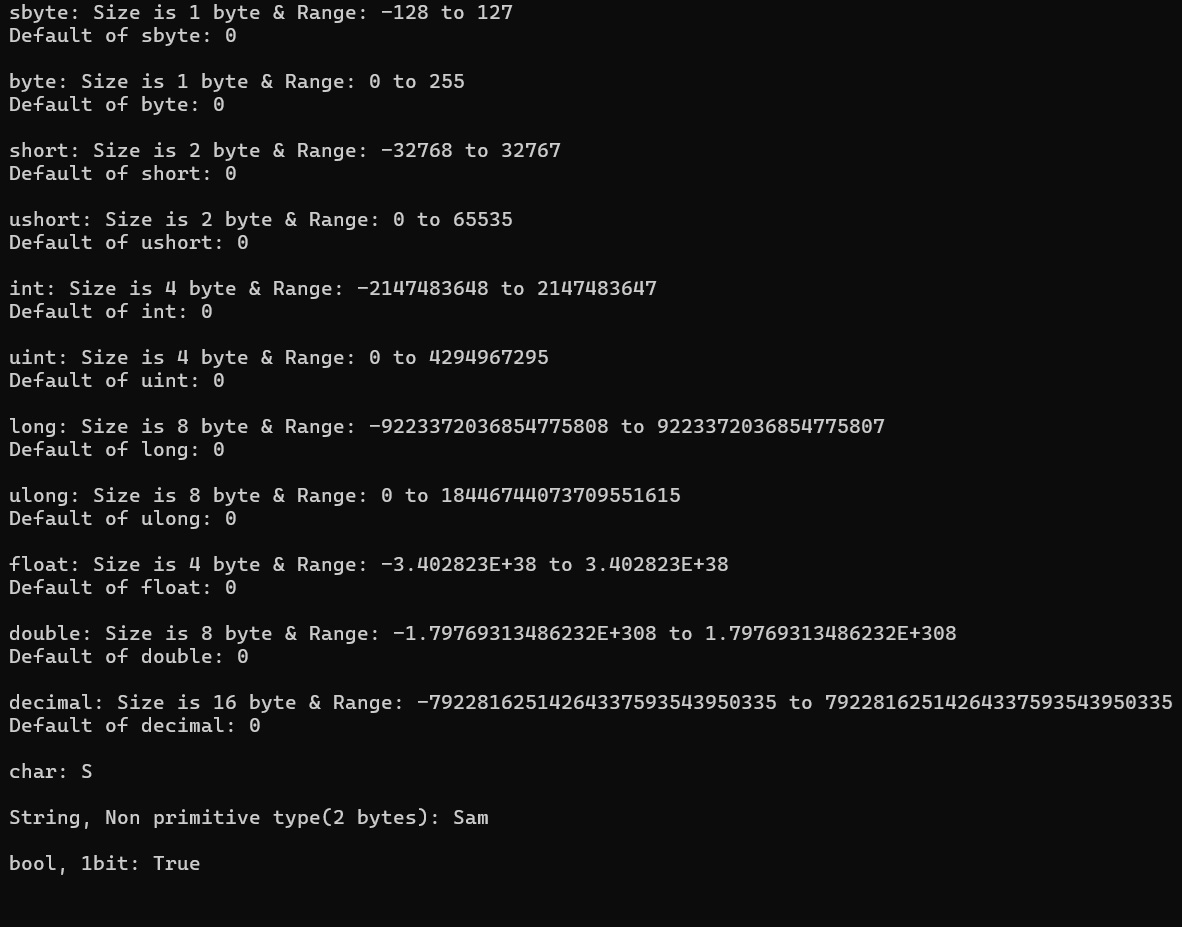 sbyte: Size is 1 byte & Range: -128 to 127
Default of sbyte: 0
byte: Size is 1 byte & Range: 0 to 255
Default of byte: 0
short: Size is 2 byte & Range: -32768 to 32767
Default of short: 0
ushort: Size is 2 byte & Range: 0 to 65535
Default of ushort: 0
int: Size is 4 byte & Range: -2147483648 to 2147483647
Default of int: 0
uint: Size is 4 byte & Range: 0 to 4294967295
Default of uint: 0
long: Size is 8 byte & Range: -9223372036854775808 to 9223372036854775807
Default of long: 0
ulong: Size is 8 byte & Range: 0 to 18446744073709551615
Default of ulong: 0
float: Size is 4 byte & Range: -3.402823E+38 to 3.402823E+38
Default of float: 0
double: Size is 8 byte & Range: -1.79769313486232E+308 to 1.79769313486232E+308
Default of double: 0
decimal: Size is 16 byte & Range: -79228162514264337593543950335 to 79228162514264337593543950335
Default of decimal: 0
char: S
String, Non primitive type(2 bytes): Sam
bool, 1bit: True